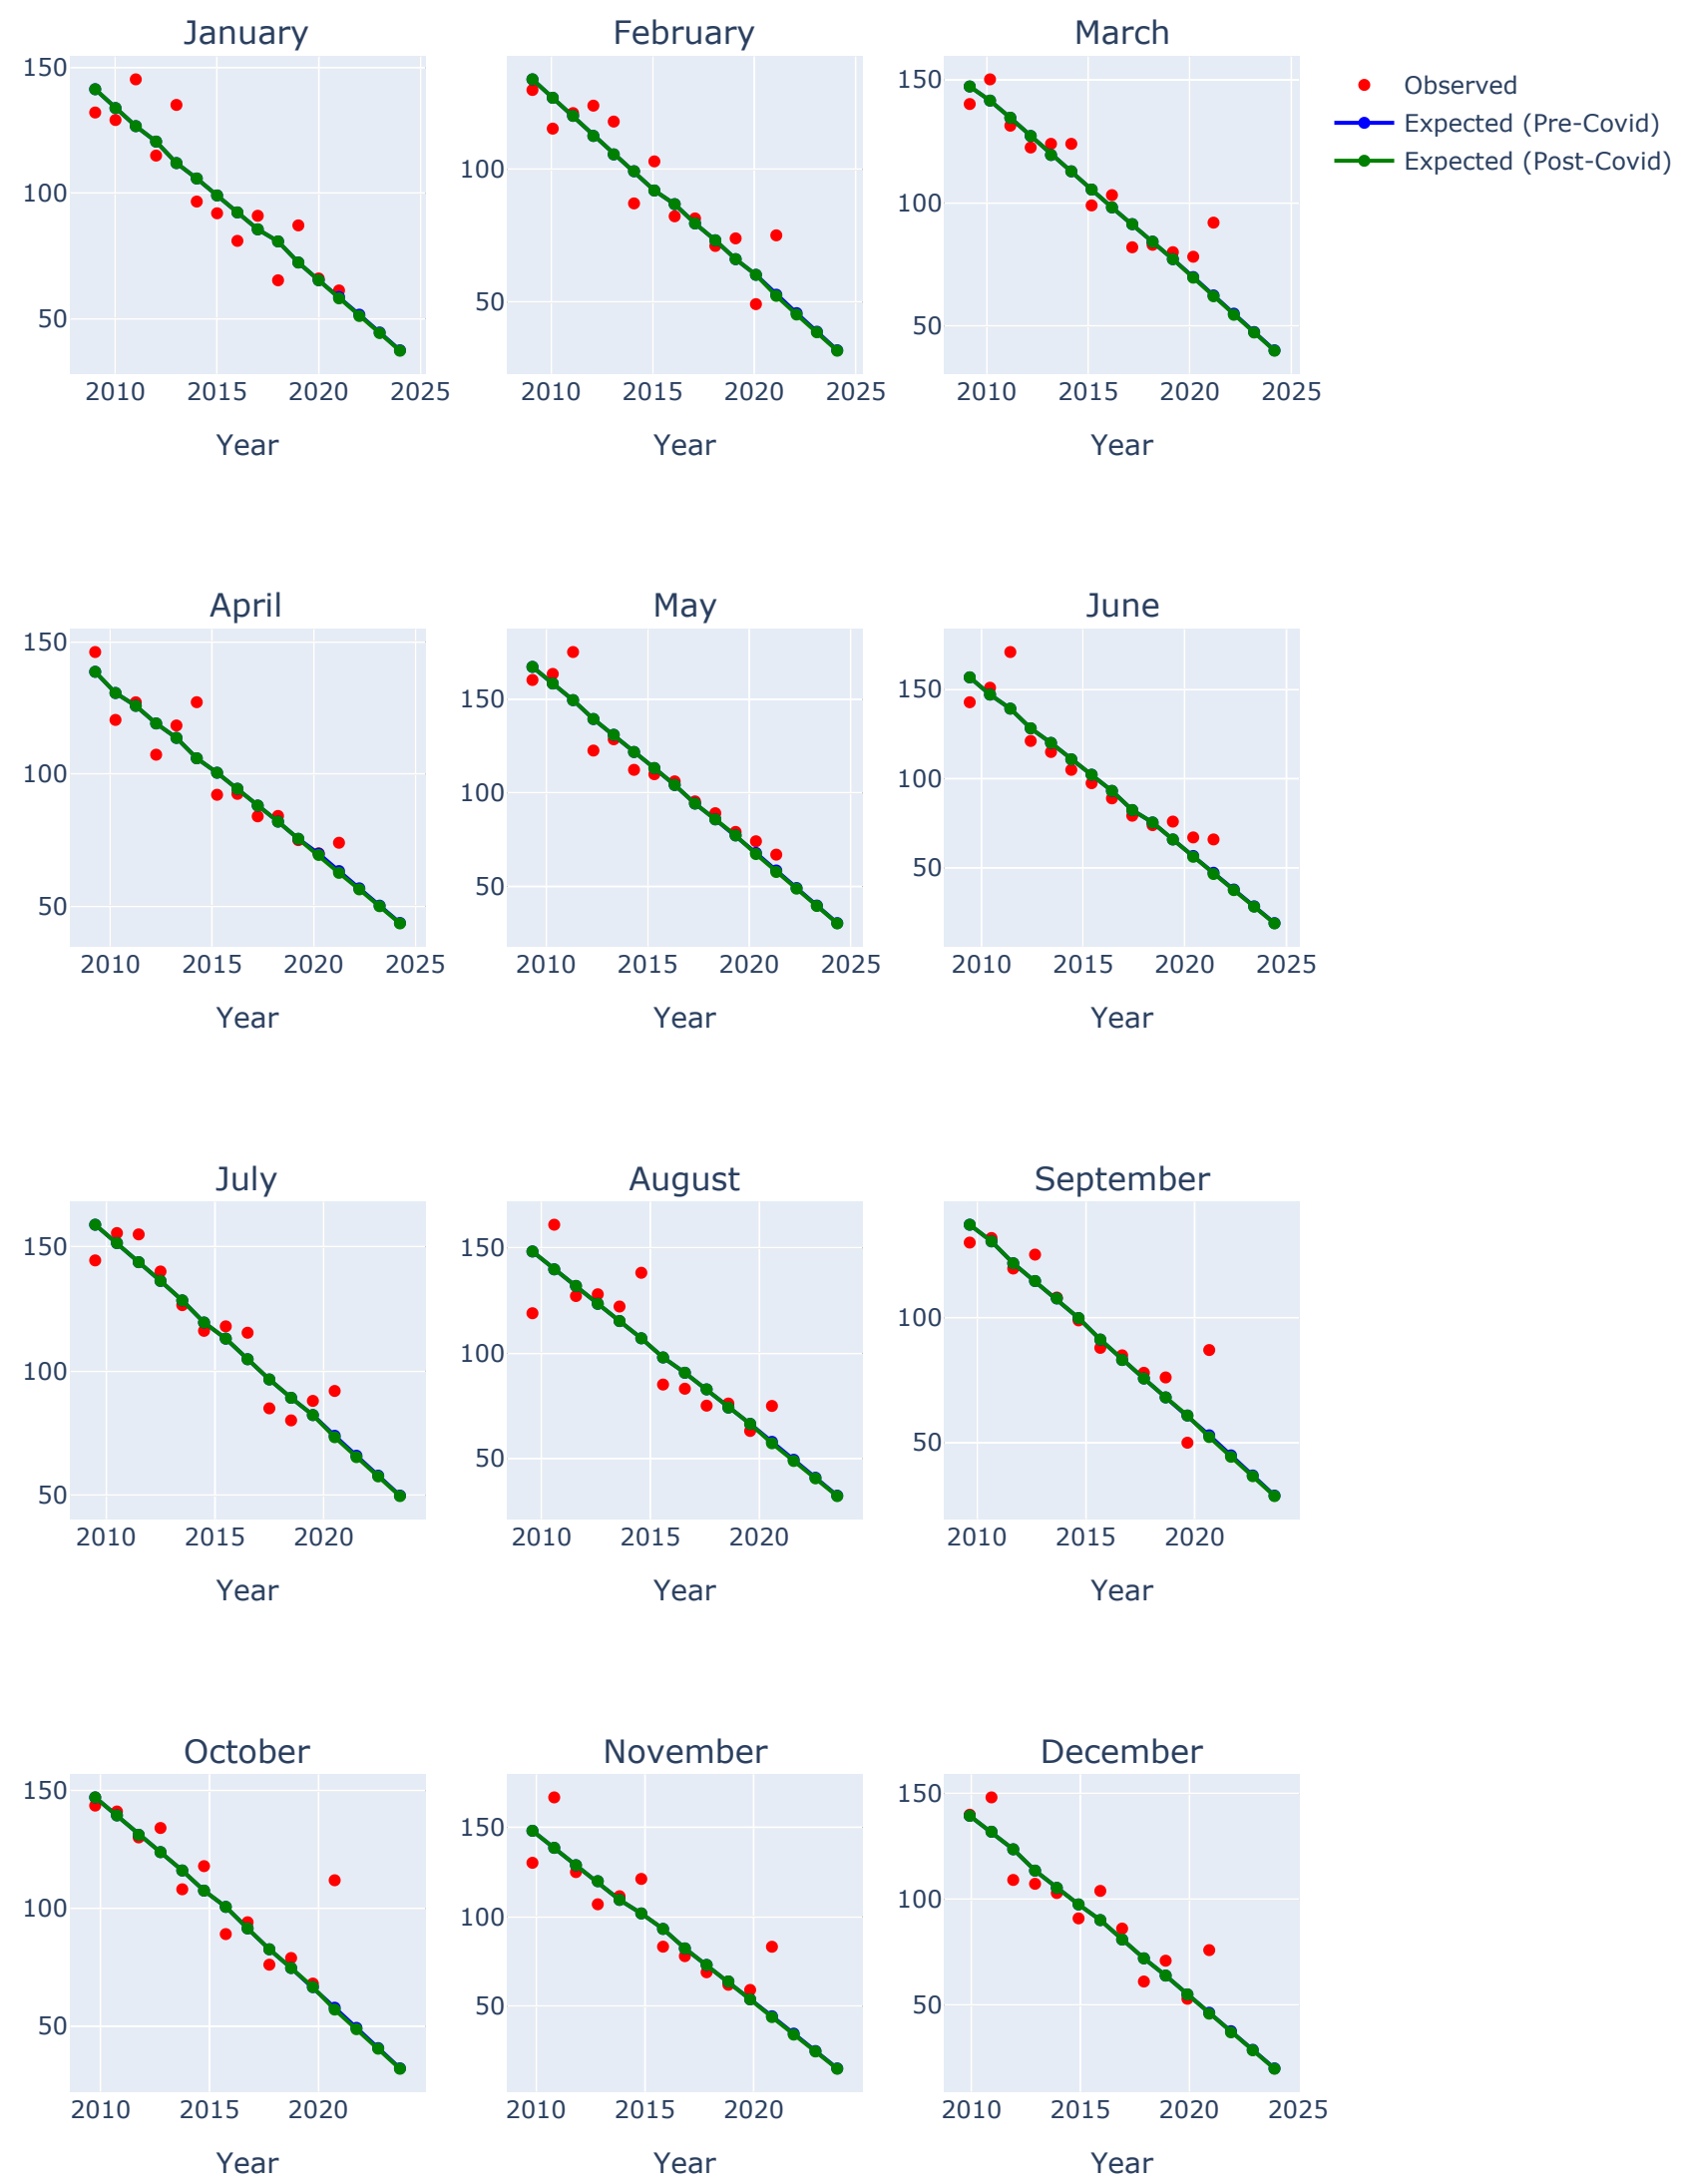 January February March
150
100
50
2010 2015 2020 2025
Year
100
50
2010 2015 2020 2025
Year
150
100
50
2010 2015 2020 2025
Year
Observed
Expected (Pre-Covid)
Expected (Post-Covid)
April May June
150
100
50
2010 2015 2020 2025
Year
150
100
50
2010 2015 2020 2025
Year
150
100
50
2010 2015 2020 2025
Year
July August September
150
100
50
2010 2015 2020
Year
150
100
50
2010 2015 2020
Year
100
50
2010 2015 2020
Year
October November December
150
100
50
2010 2015 2020
Year
150
100
50
2010 2015 2020
Year
150
100
50
2010 2015 2020 2025
Year